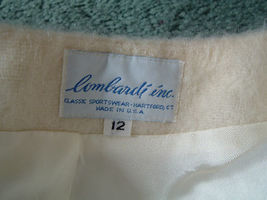 Lombardi inc.
CLASSIC SPORTSWEAR - HARTFORD, CT.
MADE IN U.S.A
12